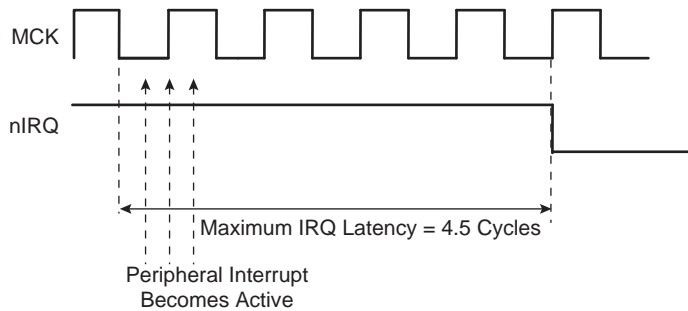 MCK
nIRQ
Maximum IRQ Latency = 4.5 Cycles
Peripheral Interrupt
Becomes Active